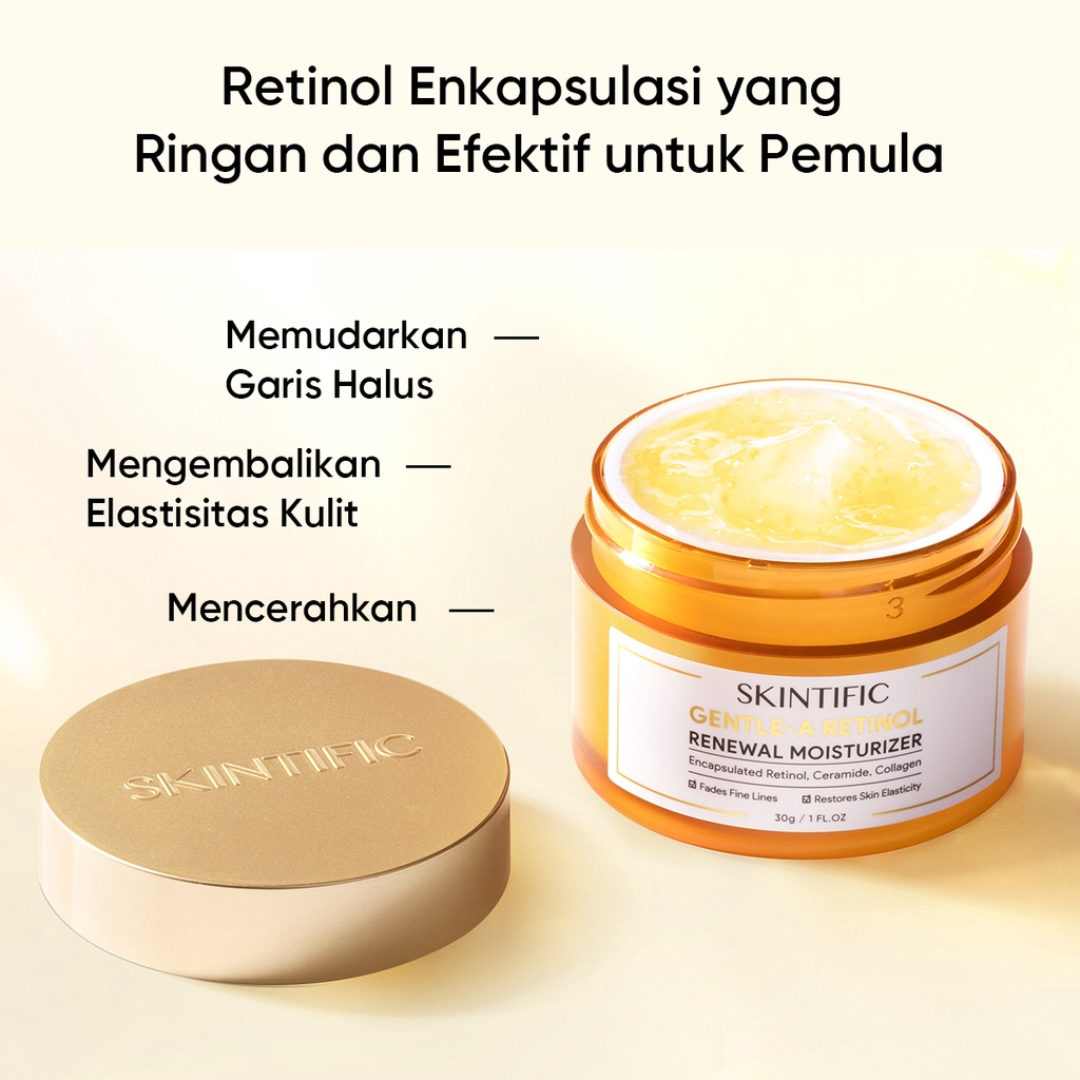 Retinol Enkapsulasi yang
Ringan dan Efektif untuk Pemula
Memudarkan
Garis Halus
Mengembalikan
Elastisitas Kulit
Mencerahkan
SKINTIFIC
3
SKINTIFIC
GENTLE-A RETINOL
RENEWAL MOISTURIZER
Encapsulated Retinol, Ceramide, Collagen
Fades Fine Lines Restores Skin Elasticity
30g / 1 FL.OZ